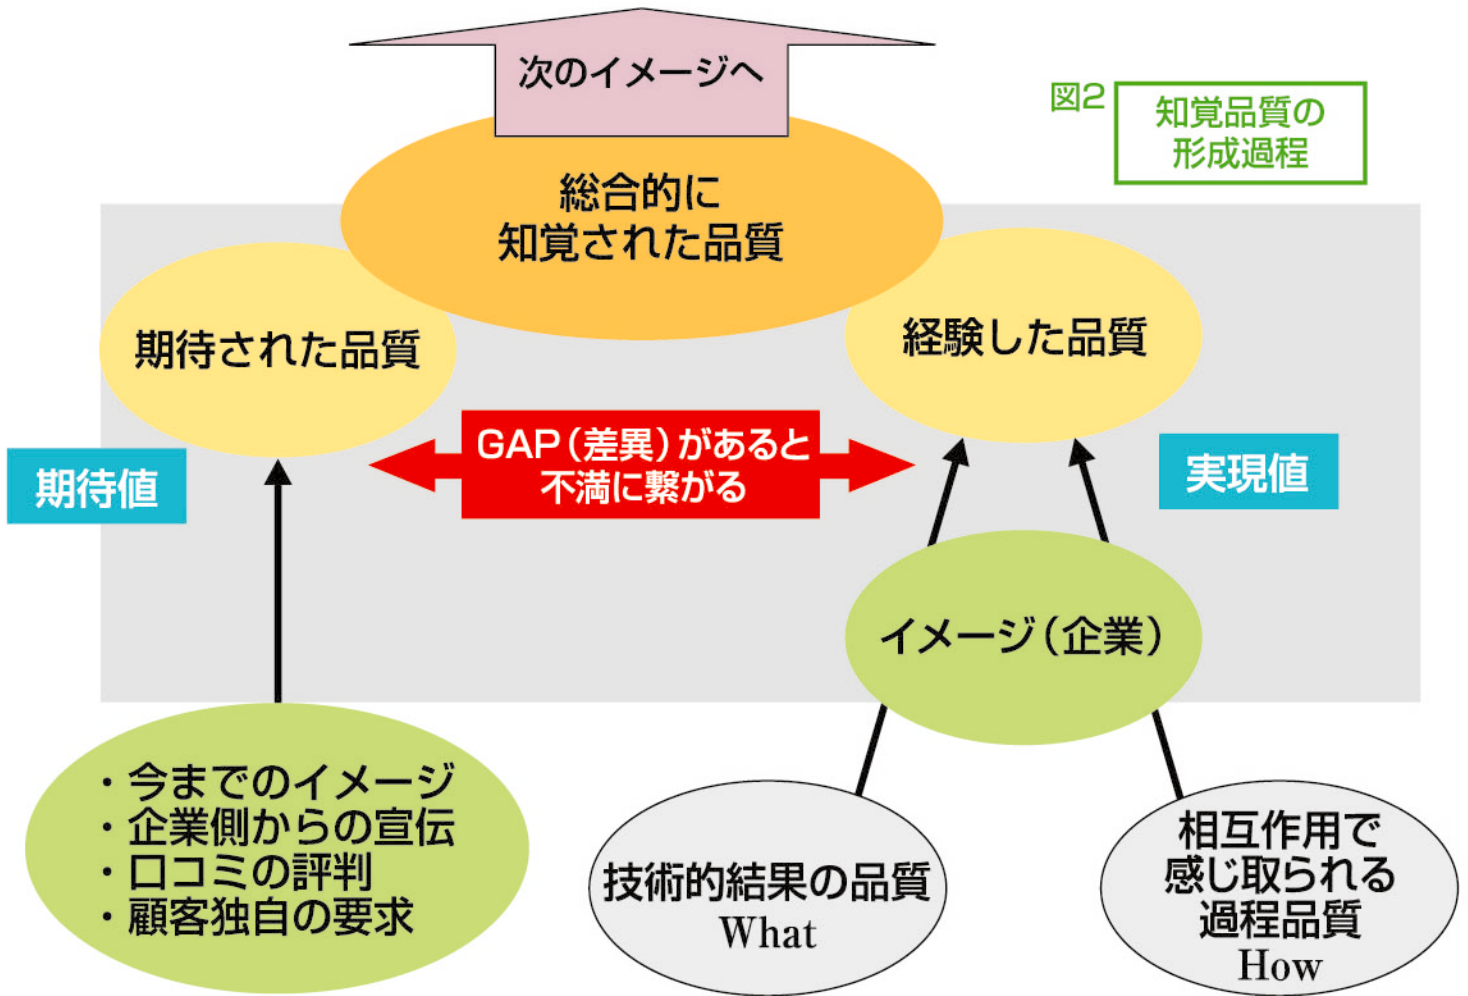 次のイメージへ
図2
知覚品質の
形成過程
総合的に
知覚された品質
期待された品質
経験した品質
GAP（差異）があると
不満に繋がる
期待値
実現値
イメージ（企業）
・今までのイメージ
・企業側からの宣伝
・口コミの評判
・顧客独自の要求
技術的結果の品質
What
相互作用で
感じ取られる
過程品質
How